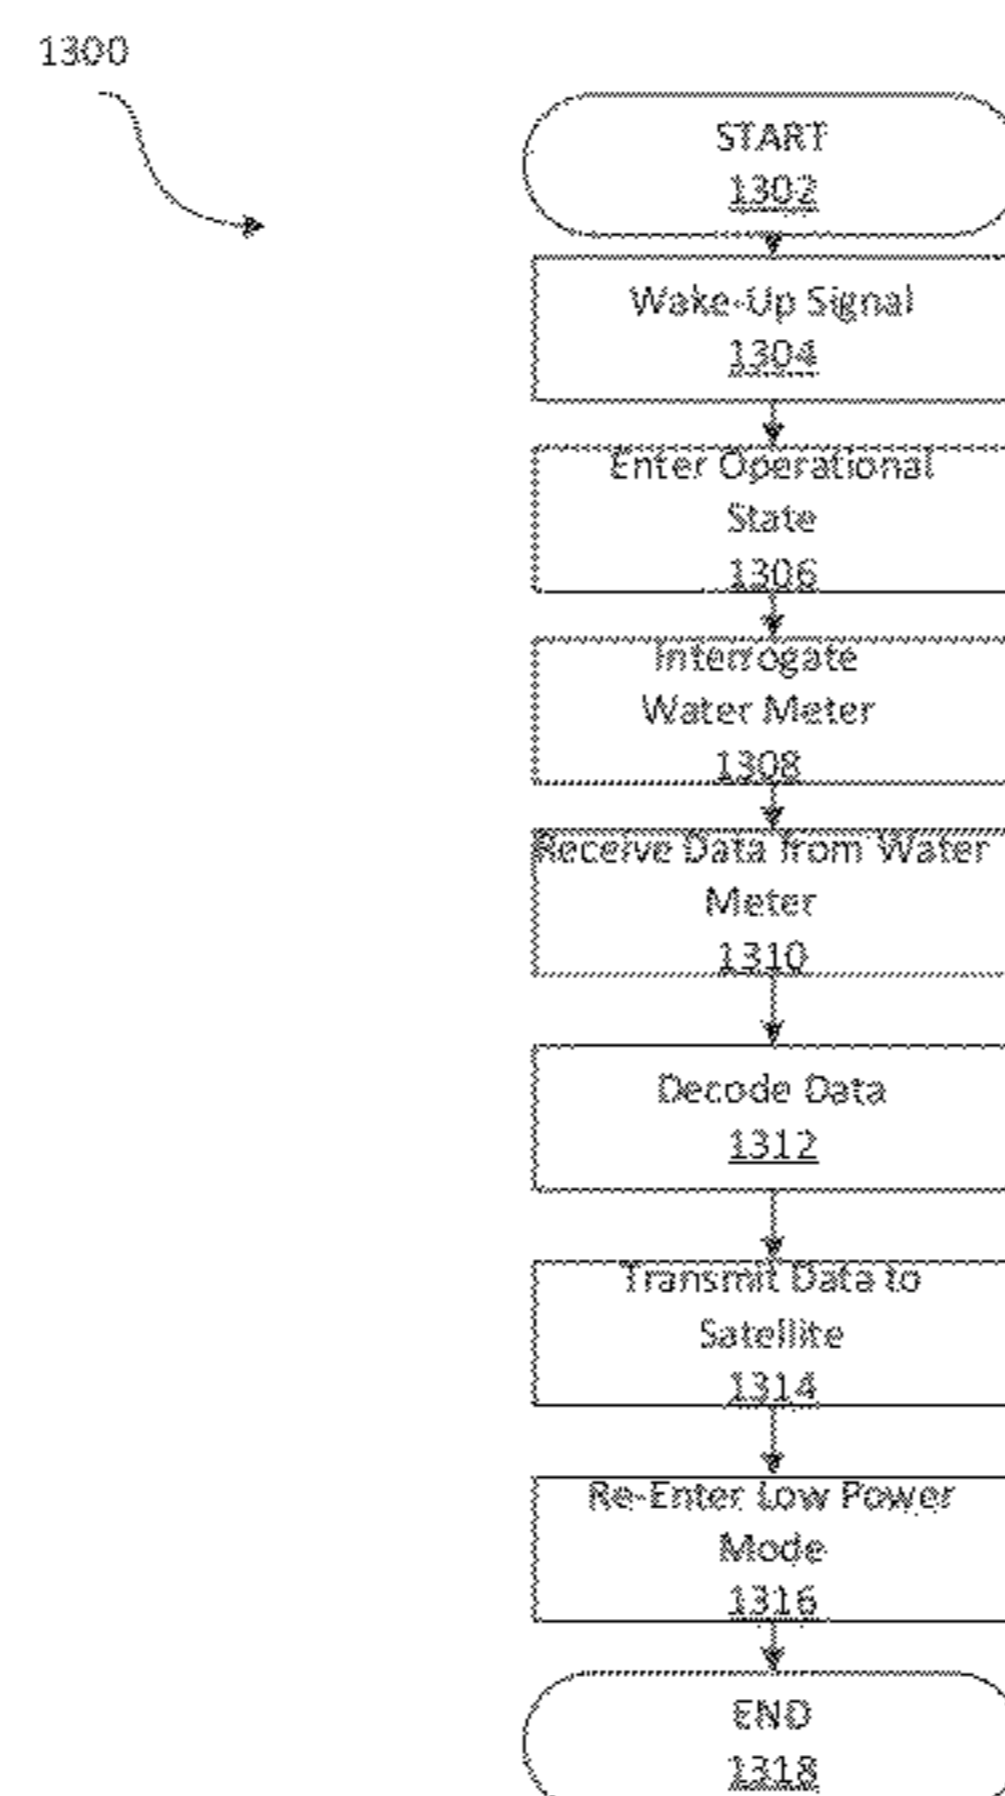 1300
START
1302
Wake-Up Signal
1304
Enter Operational
State
1306
Interrogate
Water Meter
1308
Receive Data from Water
Meter
1310
Decode Data
1312
Transmit Data to
Satellite
1314
Re-Enter Low Power
Mode
1316
END
1318